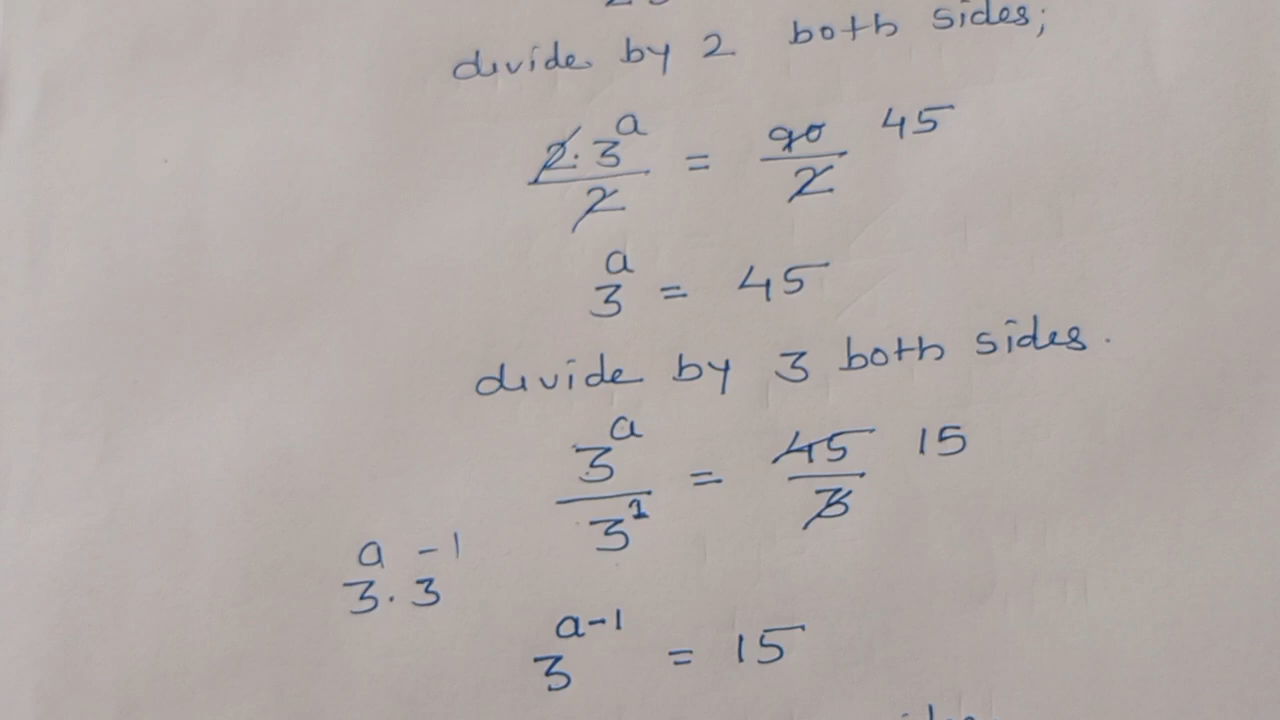 divide by 2 both sides;
2·3^a / 2 = 90 / 2 45
3^a = 45
divide by 3 both sides.
3^a / 3^1 = 45 / 3 15
3^a · 3^-1
3^a-1 = 15